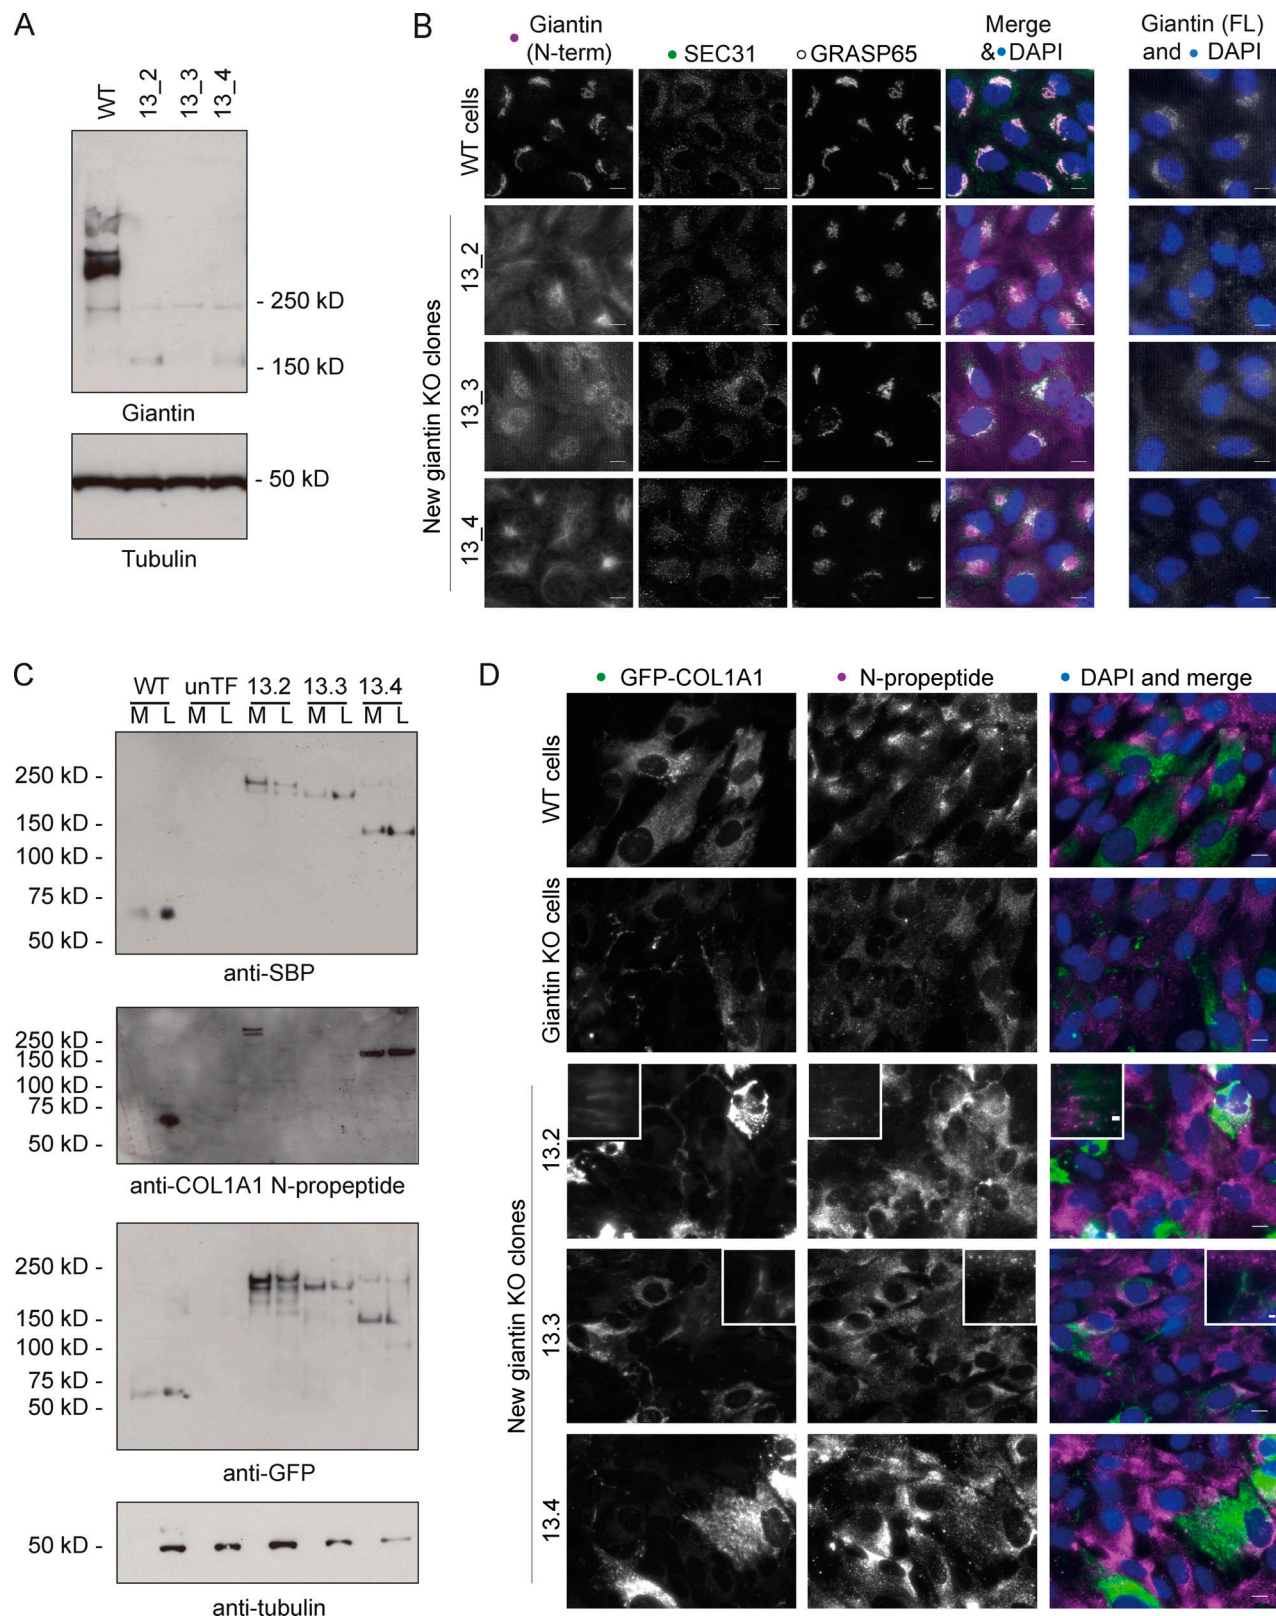 A
WT
13_2
13_3
13_4
- 250 kD
- 150 kD
Giantin
- 50 kD
Tubulin
B
● Giantin
(N-term)
● SEC31
○ GRASP65
Merge
& ● DAPI
Giantin (FL)
and ● DAPI
WT cells
New giantin KO clones
13_2
13_3
13_4
C
WT unTF 13.2 13.3 13.4
M L M L M L M L M L
250 kD -
150 kD -
100 kD -
75 kD -
50 kD -
anti-SBP
250 kD -
150 kD -
100 kD -
75 kD -
50 kD -
anti-COL1A1 N-propeptide
250 kD -
150 kD -
100 kD -
75 kD -
50 kD -
anti-GFP
50 kD -
anti-tubulin
D
● GFP-COL1A1
● N-propeptide
● DAPI and merge
WT cells
Giantin KO cells
New giantin KO clones
13.2
13.3
13.4